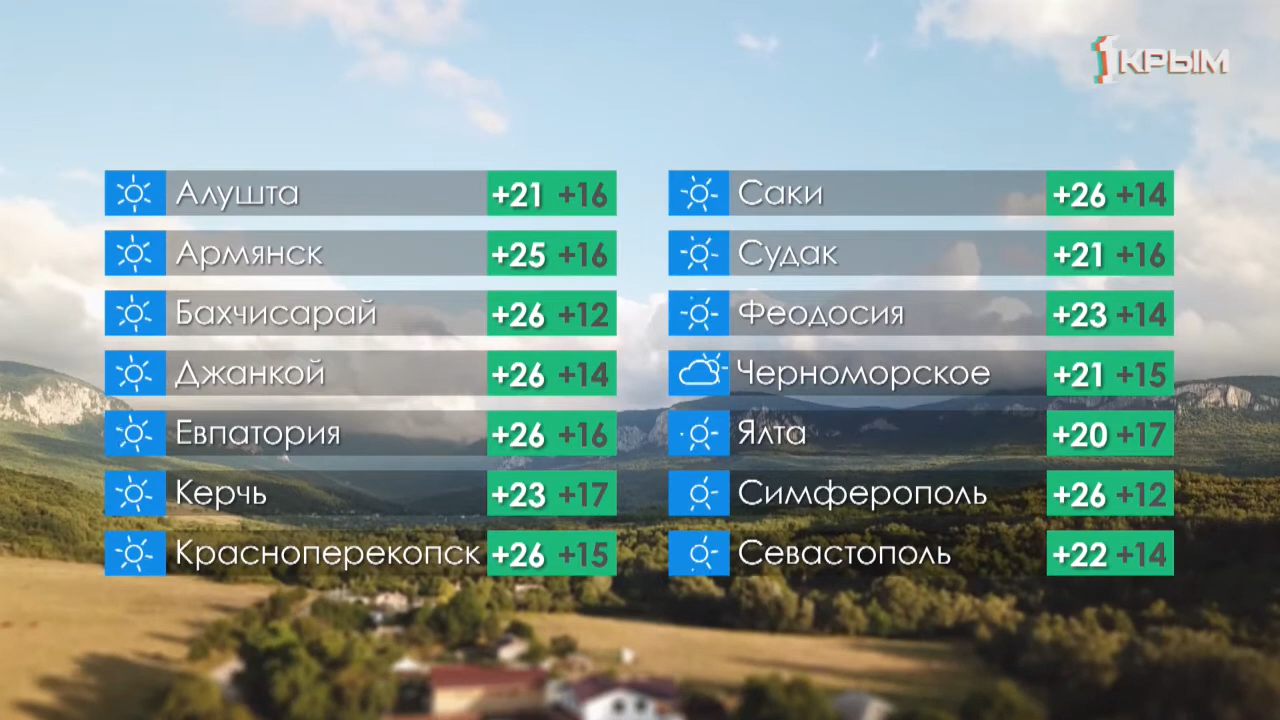 1 КРЫМ
Алушта +21 +16
Армянск +25 +16
Бахчисарай +26 +12
Джанкой +26 +14
Евпатория +26 +16
Керчь +23 +17
Красноперекопск +26 +15
Саки +26 +14
Судак +21 +16
Феодосия +23 +14
Черноморское +21 +15
Ялта +20 +17
Симферополь +26 +12
Севастополь +22 +14